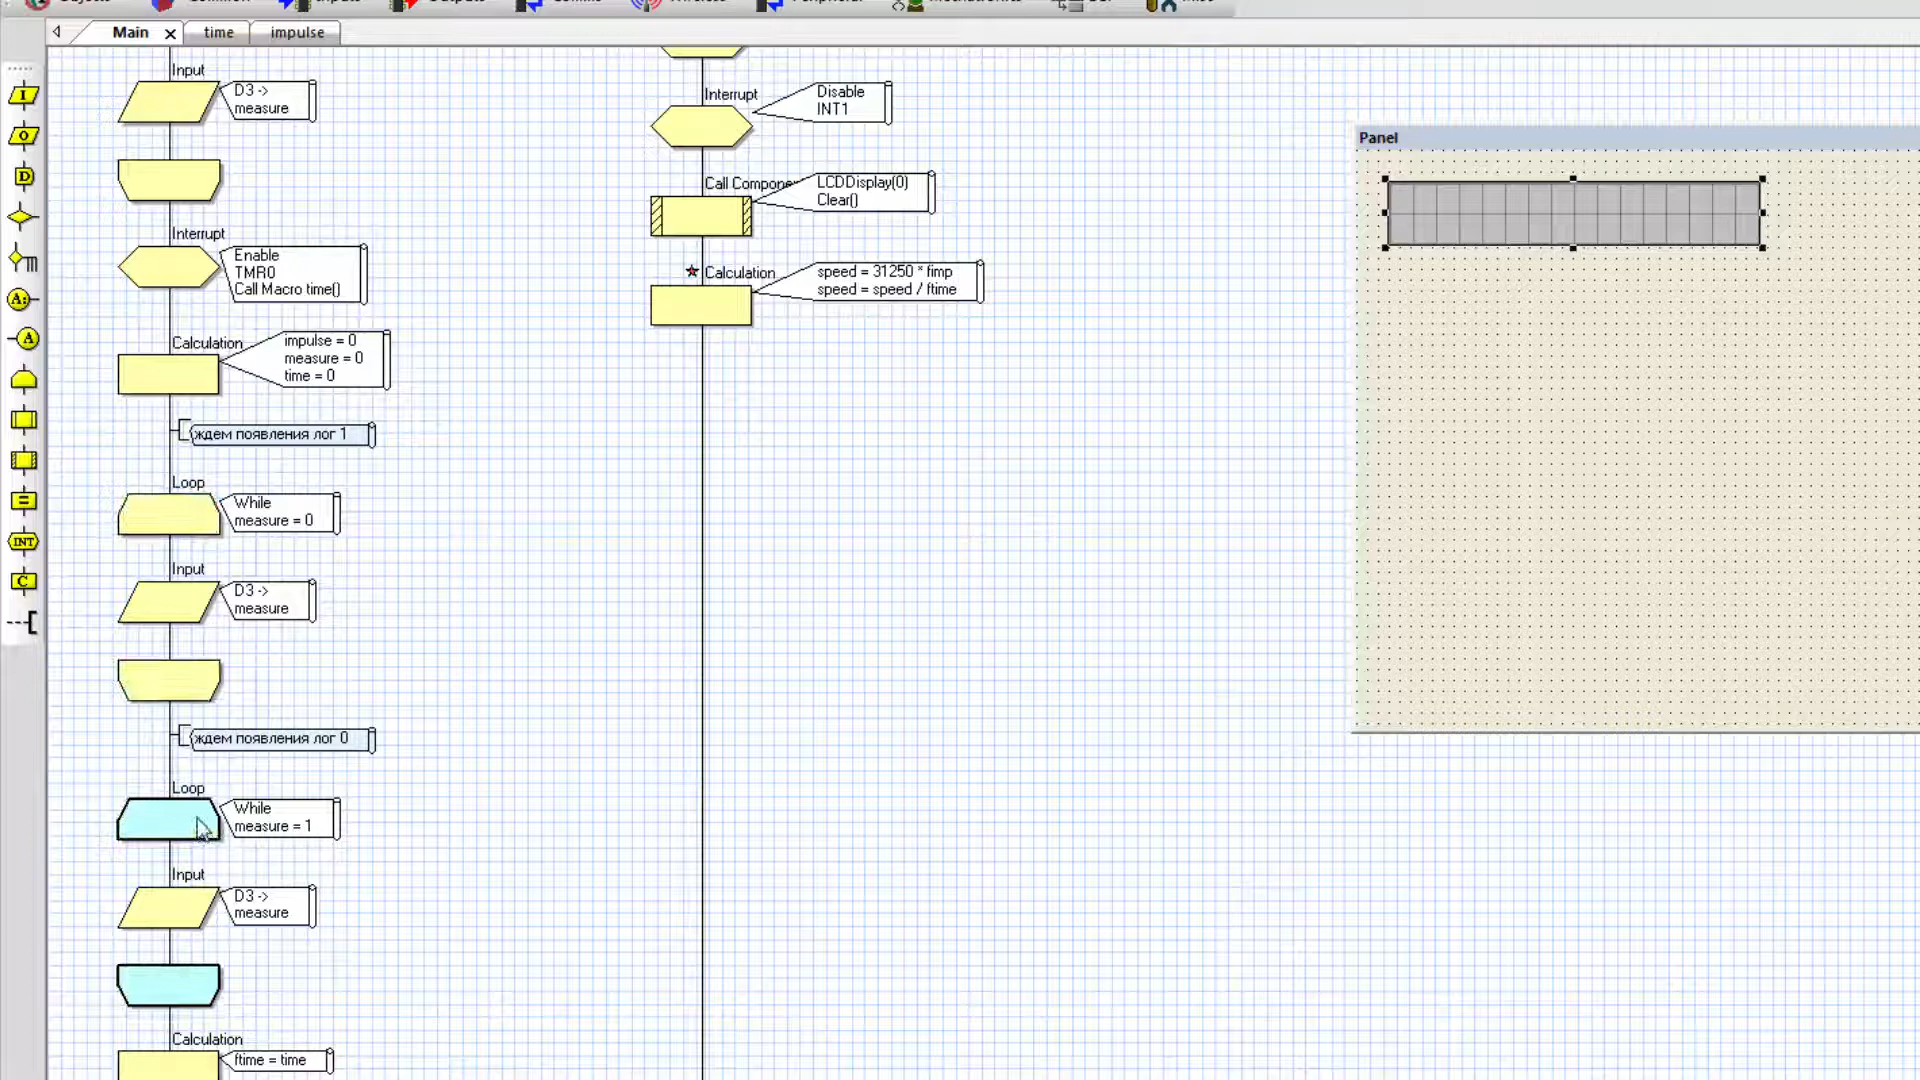 Main
time
impulse
Input
D3 ->
measure
Interrupt
Enable
TMR0
Call Macro time()
Calculation
impulse = 0
measure = 0
time = 0
ждем появления лог 1
Loop
While
measure = 0
Input
D3 ->
measure
ждем появления лог 0
Loop
While
measure = 1
Input
D3 ->
measure
Calculation
ftime = time
Interrupt
Disable
INT1
Call Compone
LCDDisplay(0)
Clear()
Calculation
speed = 31250 * fimp
speed = speed / ftime
Panel
I
O
D
A:
A
INT
C